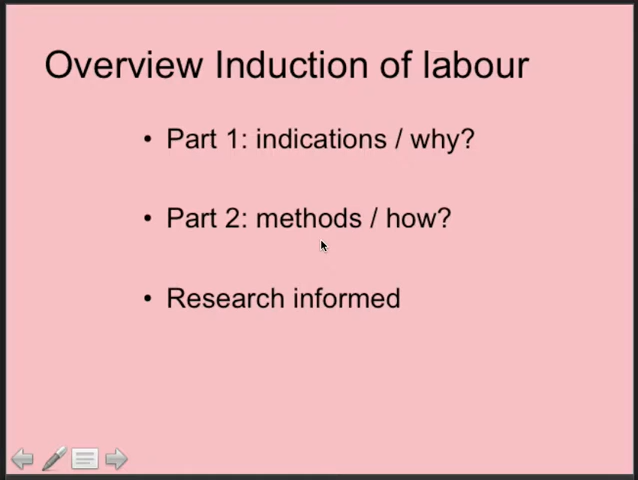 Overview Induction of labour
• Part 1: indications / why?
• Part 2: methods / how?
• Research informed